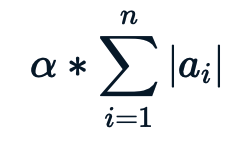 α * ∑_{i=1}^{n} |a_i|